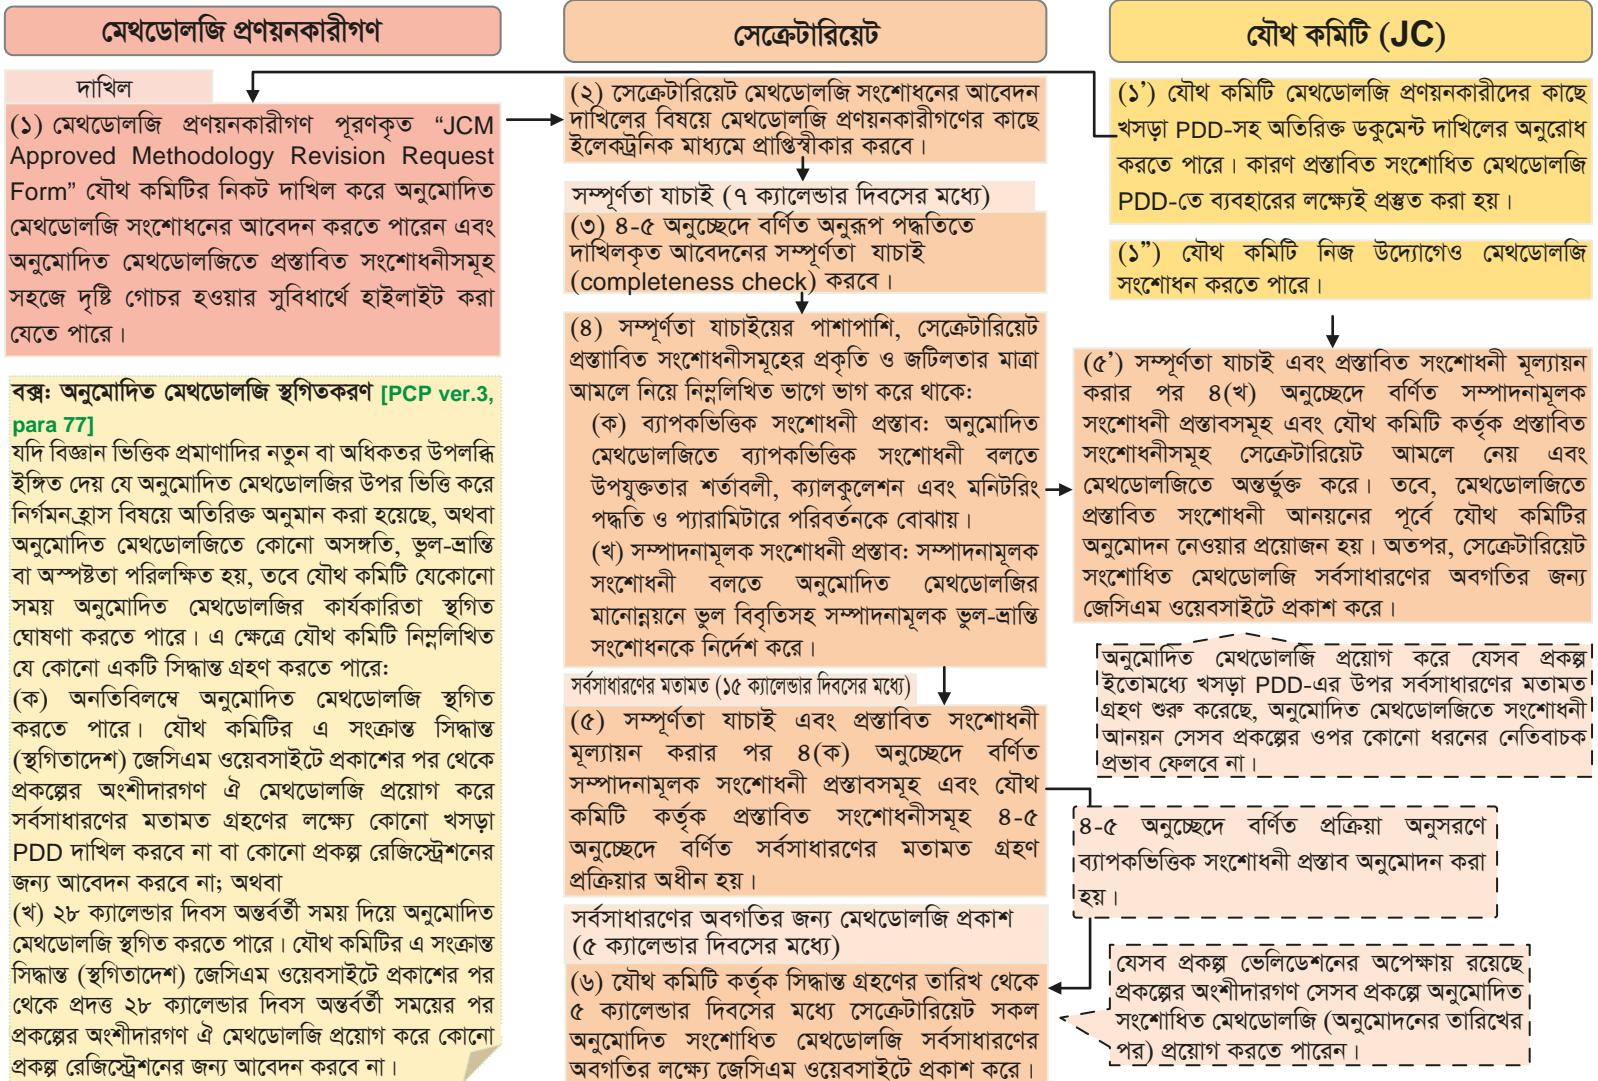 মেথডোলজি প্রণয়নকারীগণ
দাখিল
(১) মেথডোলজি প্রণয়নকারীগণ পূরণকৃত “JCM
Approved Methodology Revision Request
Form” যৌথ কমিটির নিকট দাখিল করে অনুমোদিত
মেথডোলজি সংশোধনের আবেদন করতে পারেন এবং
অনুমোদিত মেথডোলজিতে প্রস্তাবিত সংশোধনীসমূহ
সহজে দৃষ্টি গোচর হওয়ার সুবিধার্থে হাইলাইট করা
যেতে পারে।
বক্স: অনুমোদিত মেথডোলজি স্থগিতকরণ [PCP ver.3,
para 77]
যদি বিজ্ঞান ভিত্তিক প্রমাণাদির নতুন বা অধিকতর উপলব্ধি
ইঙ্গিত দেয় যে অনুমোদিত মেথডোলজির উপর ভিত্তি করে
নির্গমন হ্রাস বিষয়ে অতিরিক্ত অনুমান করা হয়েছে, অথবা
অনুমোদিত মেথডোলজিতে কোনো অসঙ্গতি, ভুল-ভ্রান্তি
বা অস্পষ্টতা পরিলক্ষিত হয়, তবে যৌথ কমিটি যেকোনো
সময় অনুমোদিত মেথডোলজির কার্যকারিতা স্থগিত
ঘোষণা করতে পারে। এ ক্ষেত্রে যৌথ কমিটি নিম্নলিখিত
যে কোনো একটি সিদ্ধান্ত গ্রহণ করতে পারে:
(ক) অনতিবিলম্বে অনুমোদিত মেথডোলজি স্থগিত
করতে পারে। যৌথ কমিটির এ সংক্রান্ত সিদ্ধান্ত
(স্থগিতাদেশ) জেসিএম ওয়েবসাইটে প্রকাশের পর থেকে
প্রকল্পের অংশীদারগণ ঐ মেথডোলজি প্রয়োগ করে
সর্বসাধারণের মতামত গ্রহণের লক্ষ্যে কোনো খসড়া
PDD দাখিল করবে না বা কোনো প্রকল্প রেজিস্ট্রেশনের
জন্য আবেদন করবে না; অথবা
(খ) ২৮ ক্যালেন্ডার দিবস অন্তর্বর্তী সময় দিয়ে অনুমোদিত
মেথডোলজি স্থগিত করতে পারে। যৌথ কমিটির এ সংক্রান্ত
সিদ্ধান্ত (স্থগিতাদেশ) জেসিএম ওয়েবসাইটে প্রকাশের পর
থেকে প্রদত্ত ২৮ ক্যালেন্ডার দিবস অন্তর্বর্তী সময়ের পর
প্রকল্পের অংশীদারগণ ঐ মেথডোলজি প্রয়োগ করে কোনো
প্রকল্প রেজিস্ট্রেশনের জন্য আবেদন করবে না।
সেক্রেটারিয়েট
(২) সেক্রেটারিয়েট মেথডোলজি সংশোধনের আবেদন
দাখিলের বিষয়ে মেথডোলজি প্রণয়নকারীগণের কাছে
ইলেকট্রনিক মাধ্যমে প্রাপ্তিস্বীকার করবে।
সম্পূর্ণতা যাচাই (৭ ক্যালেন্ডার দিবসের মধ্যে)
(৩) ৪-৫ অনুচ্ছেদে বর্ণিত অনুরূপ পদ্ধতিতে
দাখিলকৃত আবেদনের সম্পূর্ণতা যাচাই
(completeness check) করবে।
(৪) সম্পূর্ণতা যাচাইয়ের পাশাপাশি, সেক্রেটারিয়েট
প্রস্তাাবিত সংশোধনীসমূহের প্রকৃতি ও জটিলতার মাত্রা
আমলে নিয়ে নিম্নলিখিত ভাগে ভাগ করে থাকে:
(ক) ব্যাপকভিত্তিক সংশোধনী প্রস্তাব: অনুমোদিত
মেথডোলজিতে ব্যাপকভিত্তিক সংশোধনী বলতে
উপযুক্ততার শর্তাবলী, ক্যালকুলেশন এবং মনিটরিং
পদ্ধতি ও প্যারামিটারে পরিবর্তনকে বোঝায়।
(খ) সম্পাদনামূলক সংশোধনী প্রস্তাব: সম্পাদনামূলক
সংশোধনী বলতে অনুমোদিত মেথডোলজির
মানোন্নয়নে ভুল বিবৃতিসহ সম্পাদনামূলক ভুল-ভ্রান্তি
সংশোধনকে নির্দেশ করে।
সর্বসাধারণের মতামত (১৫ ক্যালেন্ডার দিবসের মধ্যে)
(৫) সম্পূর্ণতা যাচাই এবং প্রস্তাবিত সংশোধনী
মূল্যায়ন করার পর ৪(ক) অনুচ্ছেদে বর্ণিত
সম্পাদনামূলক সংশোধনী প্রস্তাবসমূহ এবং যৌথ
কমিটি কর্তৃক প্রস্তাবিত সংশোধনীসমূহ ৪-৫
অনুচ্ছেদে বর্ণিত সর্বসাধারণের মতামত গ্রহণ
প্রক্রিয়ার অধীন হয়।
সর্বসাধারণের অবগতির জন্য মেথডোলজি প্রকাশ
(৫ ক্যালেন্ডার দিবসের মধ্যে)
(৬) যৌথ কমিটি কর্তৃক সিদ্ধান্ত গ্রহণের তারিখ থেকে
৫ ক্যালেন্ডার দিবসের মধ্যে সেক্রেটারিয়েট সকল
অনুমোদিত সংশোধিত মেথডোলজি সর্বসাধারণের
অবগতির লক্ষ্যে জেসিএম ওয়েবসাইটে প্রকাশ করে।
যৌথ কমিটি (JC)
(১’) যৌথ কমিটি মেথডোলজি প্রণয়নকারীদের কাছে
খসড়া PDD-সহ অতিরিক্ত ডকুমেন্ট দাখিলের অনুরোধ
করতে পারে। কারণ প্রস্তাবিত সংশোধিত মেথডোলজি
PDD-তে ব্যবহারের লক্ষ্যেই প্রস্তুত করা হয়।
(১”) যৌথ কমিটি নিজ উদ্যোগেও মেথডোলজি
সংশোধন করতে পারে।
(৫’) সম্পূর্ণতা যাচাই এবং প্রস্তাবিত সংশোধনী মূল্যায়ন
করার পর ৪(খ) অনুচ্ছেদে বর্ণিত সম্পাদনামূলক
সংশোধনী প্রস্তাবসমূহ এবং যৌথ কমিটি কর্তৃক প্রস্তাবিত
সংশোধনীসমূহ সেক্রেটারিয়েট আমলে নেয় এবং
মেথডোলজিতে অন্তর্ভুক্ত করে। তবে, মেথডোলজিতে
প্রস্তাবিত সংশোধনী আনয়নের পূর্বে যৌথ কমিটির
অনুমোদন নেওয়ার প্রয়োজন হয়। অতপর, সেক্রেটারিয়েট
সংশোধিত মেথডোলজি সর্বসাধারণের অবগতির জন্য
জেসিএম ওয়েবসাইটে প্রকাশ করে।
অনুমোদিত মেথডোলজি প্রয়োগ করে যেসব প্রকল্প
ইতোমধ্যে খসড়া PDD-এর উপর সর্বসাধারণের মতামত
গ্রহণ শুরু করেছে, অনুমোদিত মেথডোলজিতে সংশোধনী
আনয়ন সেসব প্রকল্পের ওপর কোনো ধরনের নেতিবাচক
প্রভাব ফেলবে না।
৪-৫ অনুচ্ছেদে বর্ণিত প্রক্রিয়া অনুসরণে
ব্যাপকভিত্তিক সংশোধনী প্রস্তাব অনুমোদন করা
হয়।
যেসব প্রকল্প ভেলিডেশনের অপেক্ষায় রয়েছে
প্রকল্পের অংশীদারগণ সেসব প্রকল্পে অনুমোদিত
সংশোধিত মেথডোলজি (অনুমোদনের তারিখের
পর) প্রয়োগ করতে পারেন।